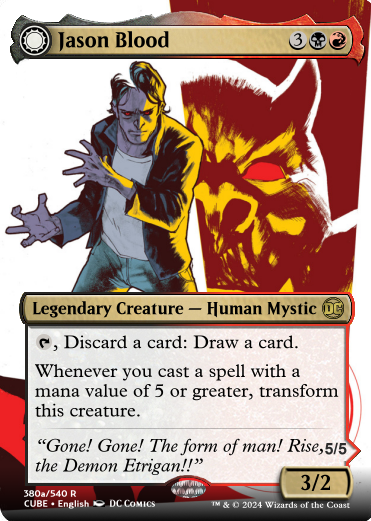 Jason Blood 3
Legendary Creature — Human Mystic DC
, Discard a card: Draw a card.
Whenever you cast a spell with a
mana value of 5 or greater, transform
this creature.
“Gone! Gone! The form of man! Rise,
the Demon Etrigan!!”
5/5
3/2
380a/540 R
CUBE • English DC Comics
™ & © 2024 Wizards of the Coast